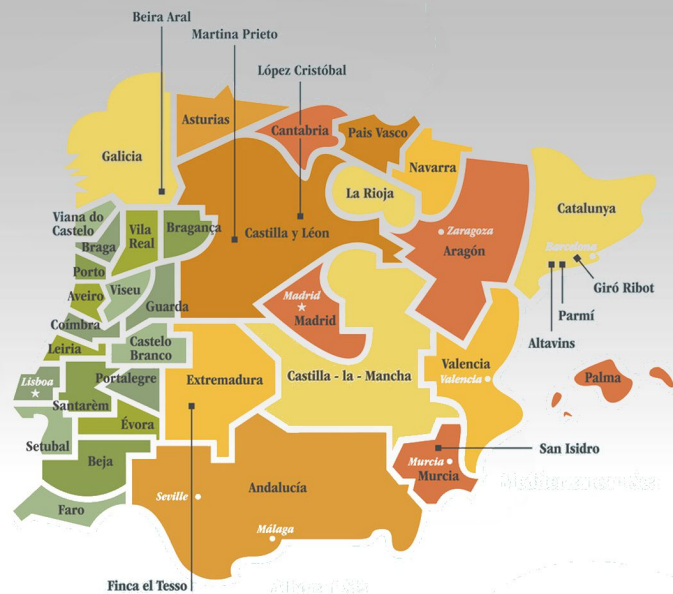 Beira Aral
Martina Prieto
López Cristóbal
Asturias
Cantabria
Pais Vasco
Galicia
Navarra
La Rioja
Catalunya
Viana do
Castelo
Braga
Vila
Real
Bragança
Castilla y Léon
Zaragoza
Aragón
Barcelona
Porto
Aveiro
Viseu
Guarda
Madrid
Madrid
Giró Ribot
Parmí
Altavins
Coímbra
Leiria
Castelo
Branco
Lisboa
Portalegre
Santarèm
Extremadura
Castilla - la - Mancha
Valencia
Valencia
Palma
Évora
Setubal
Beja
San Isidro
Murcia
Murcia
Faro
Seville
Andalucía
Málaga
Finca el Tesso